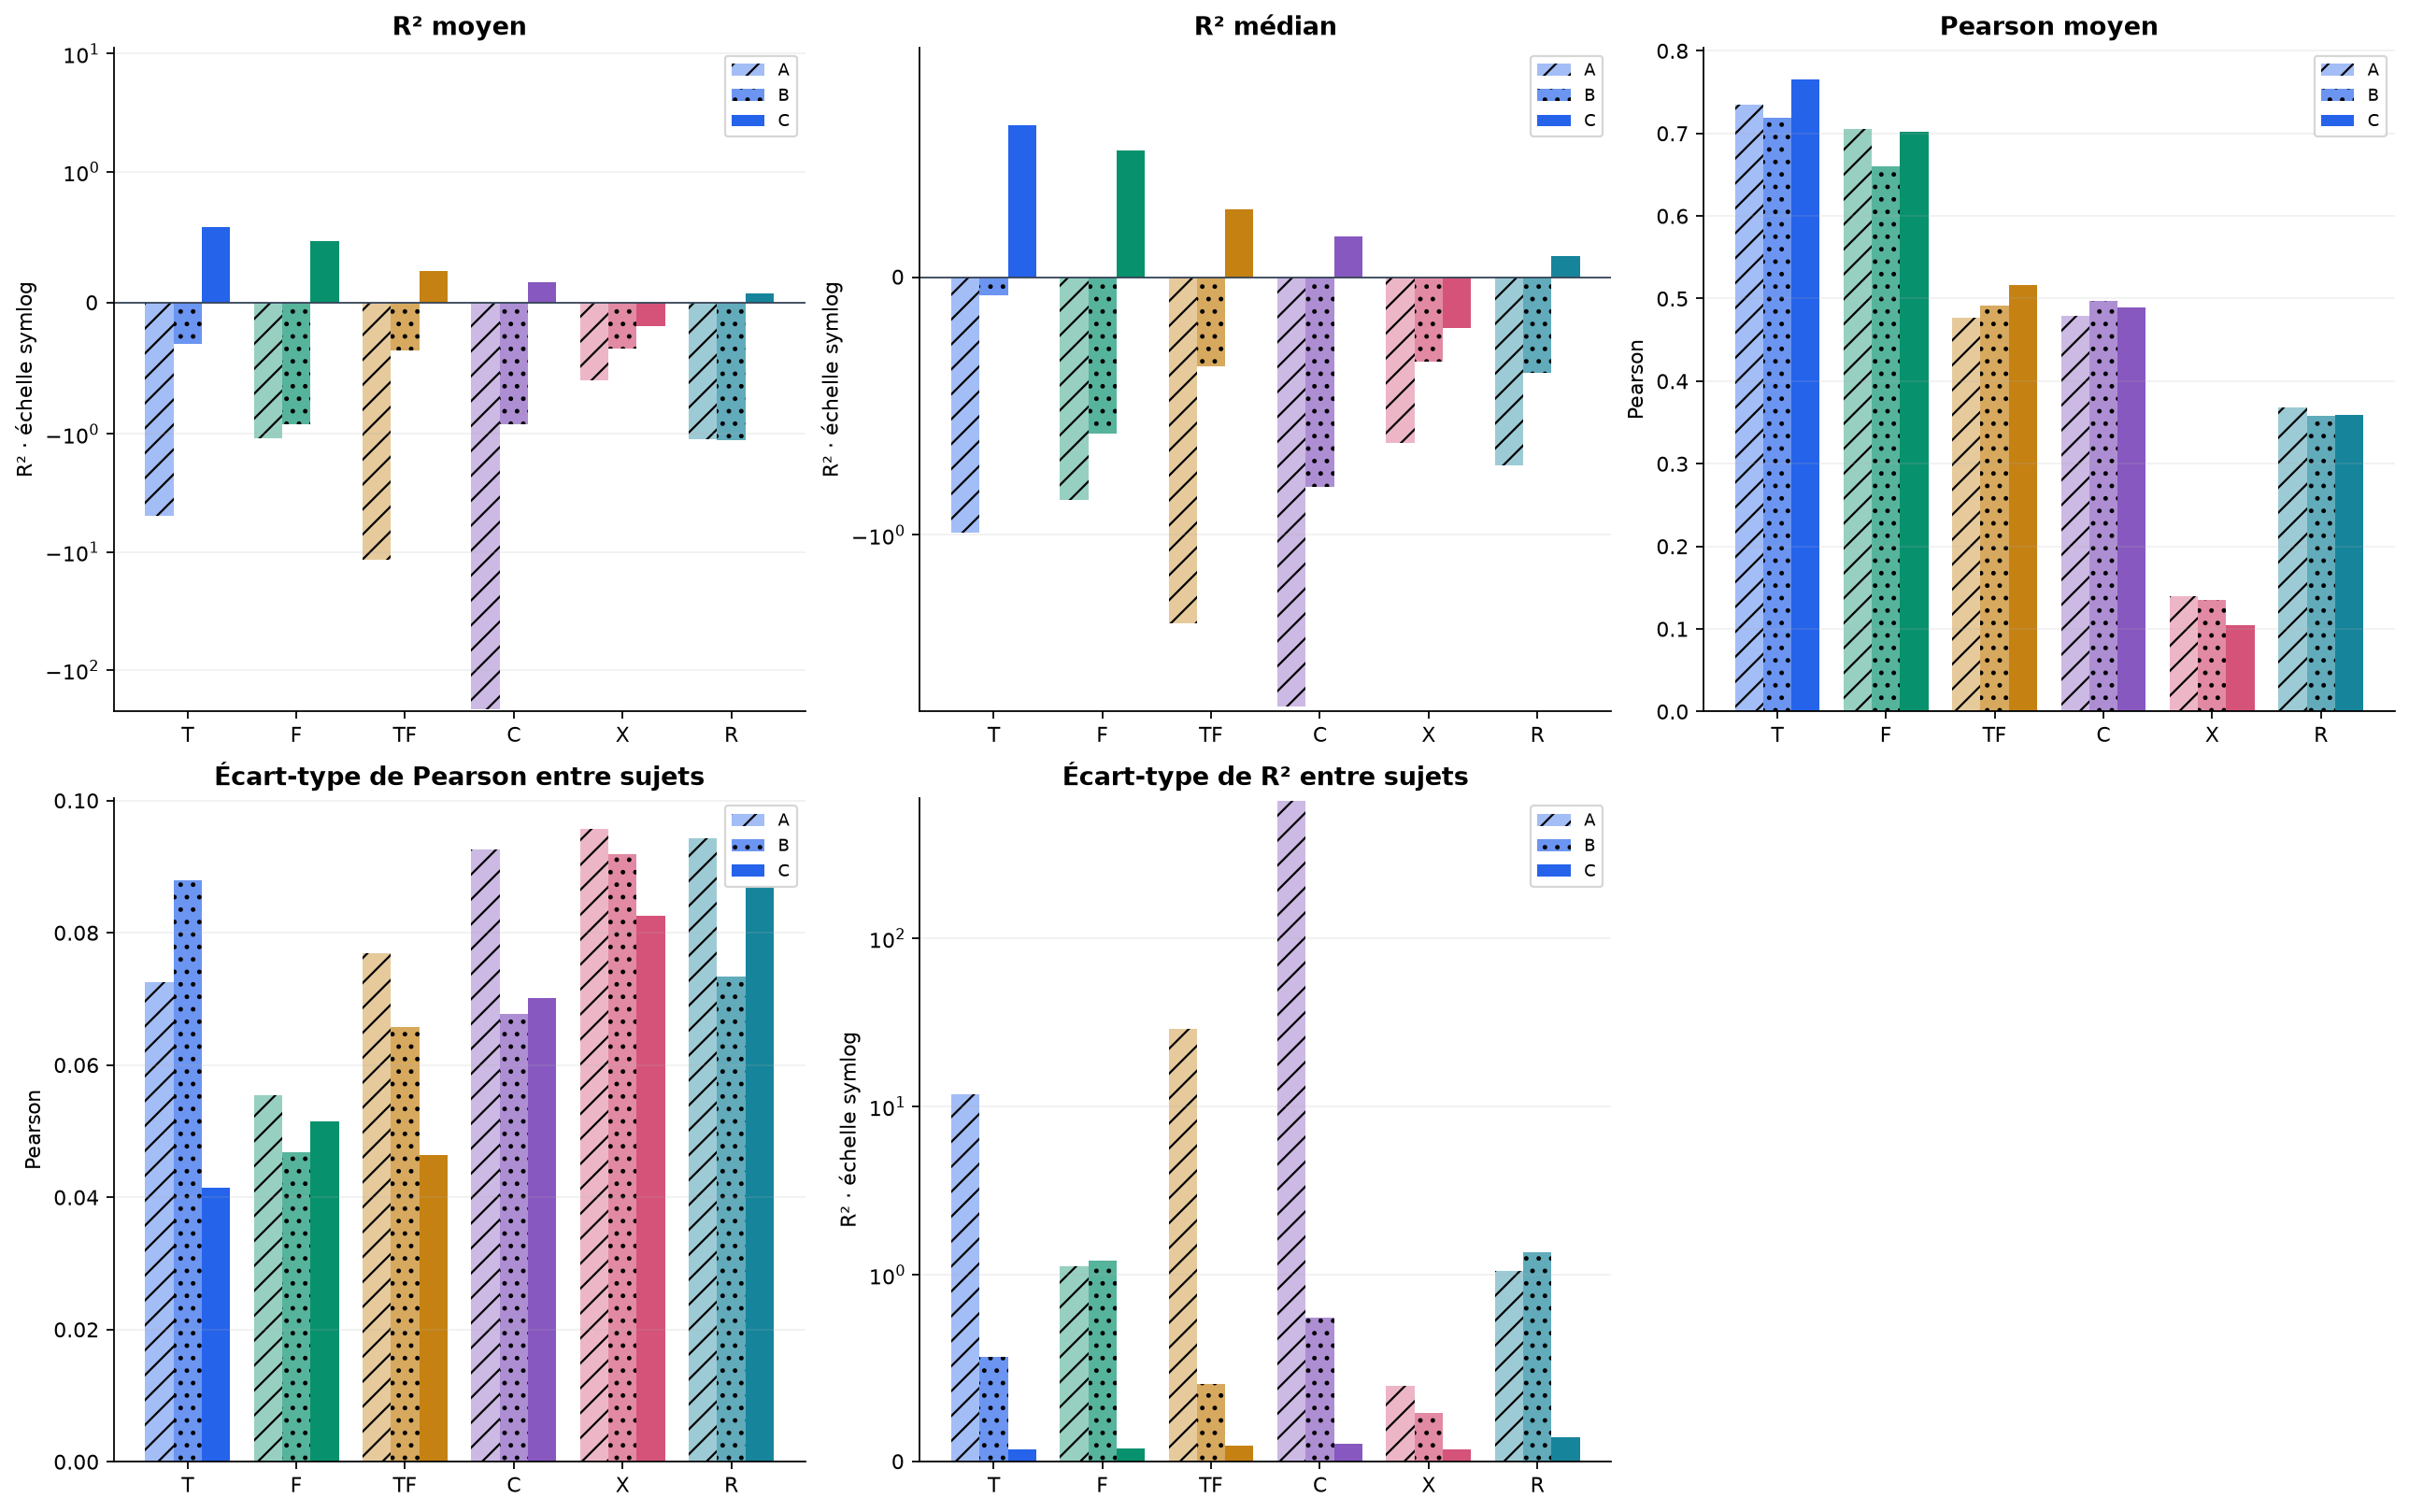 R² moyen
10¹
10⁰
0
−10⁰
−10¹
−10²
R² · échelle symlog
A
B
C
T F TF C X R
R² médian
0
−10⁰
R² · échelle symlog
A
B
C
T F TF C X R
Pearson moyen
0.8
0.7
0.6
0.5
0.4
0.3
0.2
0.1
0.0
Pearson
A
B
C
T F TF C X R
Écart-type de Pearson entre sujets
0.10
0.08
0.06
0.04
0.02
0.00
Pearson
A
B
C
T F TF C X R
Écart-type de R² entre sujets
10²
10¹
10⁰
0
R² · échelle symlog
A
B
C
T F TF C X R